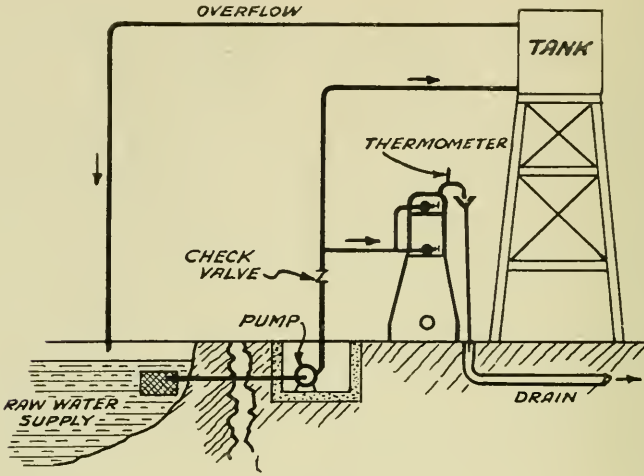 OVERFLOW
TANK
THERMOMETER
CHECK
VALVE
PUMP
RAW WATER
SUPPLY
DRAIN